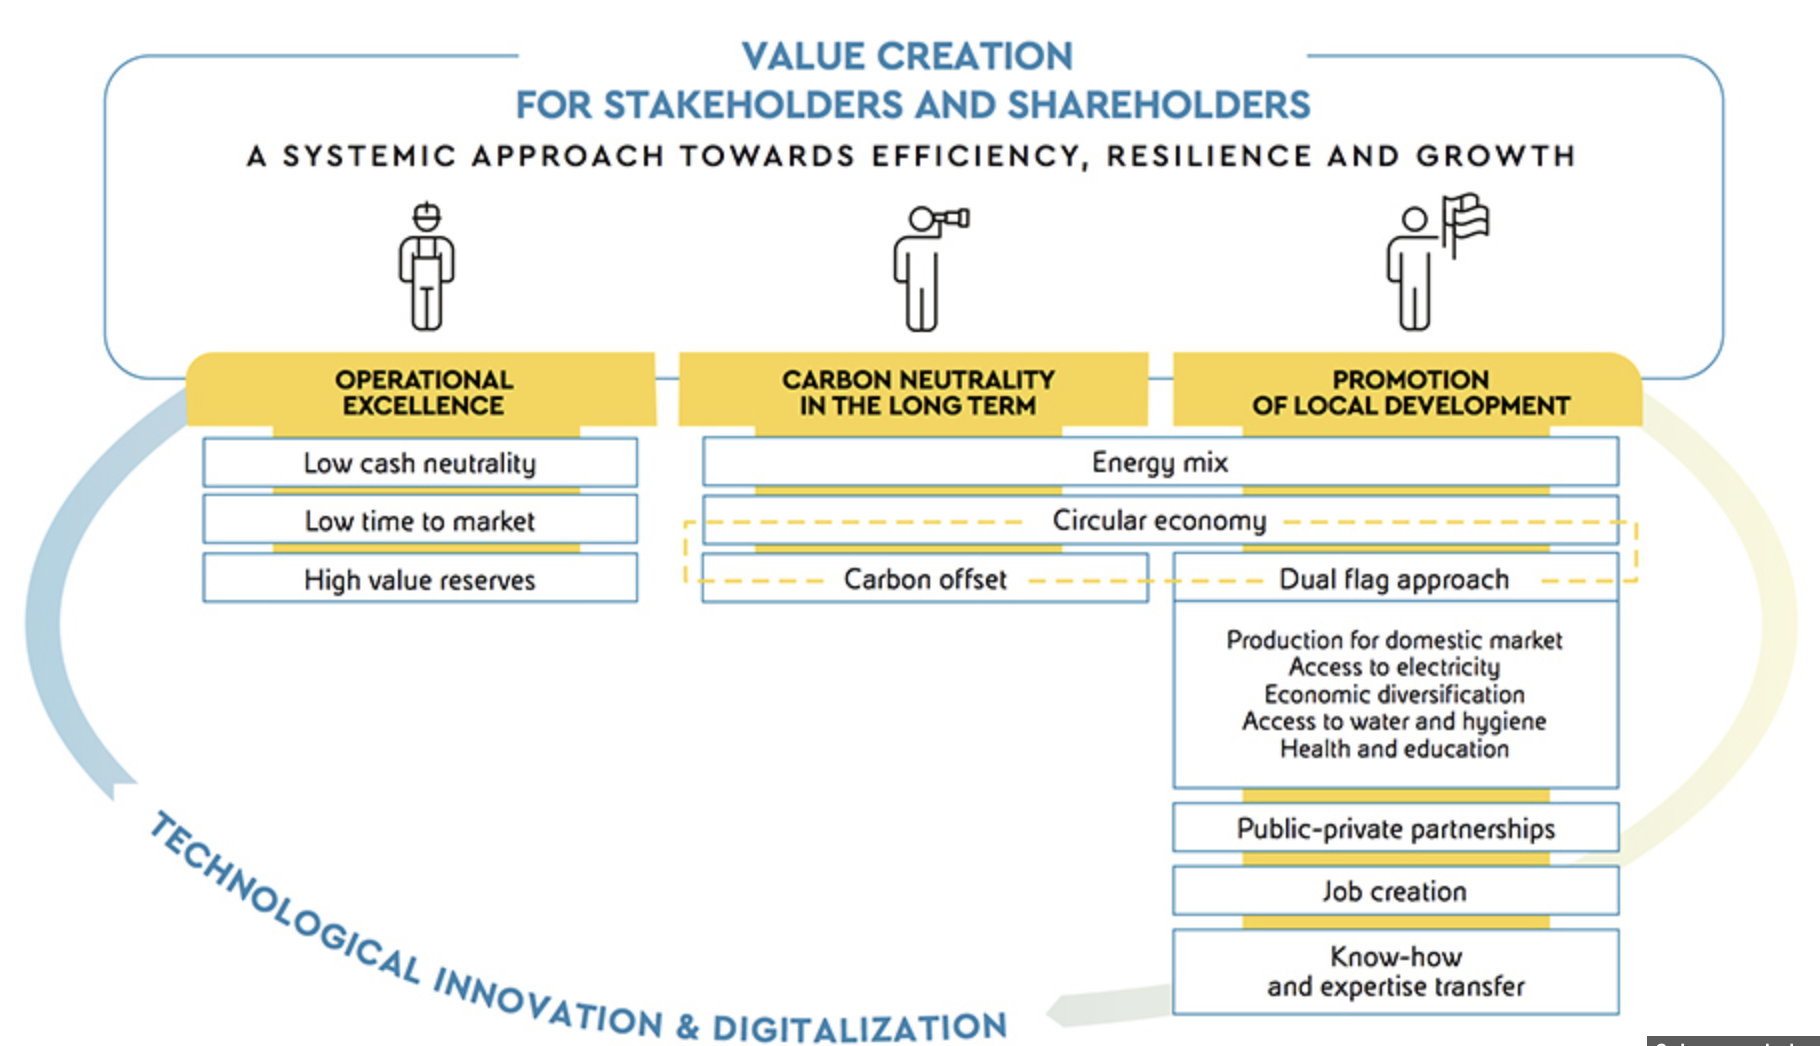 VALUE CREATION
FOR STAKEHOLDERS AND SHAREHOLDERS
A SYSTEMIC APPROACH TOWARDS EFFICIENCY, RESILIENCE AND GROWTH
OPERATIONAL
EXCELLENCE
Low cash neutrality
Low time to market
High value reserves
CARBON NEUTRALITY
IN THE LONG TERM
PROMOTION
OF LOCAL DEVELOPMENT
Energy mix
Circular economy
Carbon offset
Dual flag approach
Production for domestic market
Access to electricity
Economic diversification
Access to water and hygiene
Health and education
Public-private partnerships
Job creation
Know-how
and expertise transfer
TECHNOLOGICAL INNOVATION & DIGITALIZATION